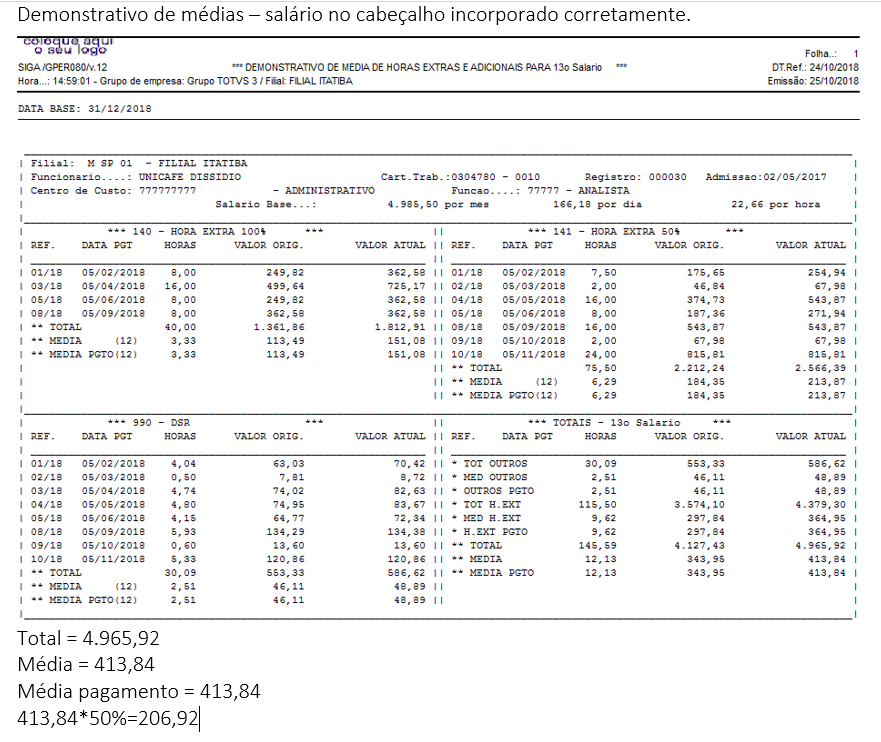 Demonstrativo de médias – salário no cabeçalho incorporado corretamente.
coloque aqui
o seu logo
Folha..: 1
SIGA /GPER080/v.12 *** DEMONSTRATIVO DE MEDIA DE HORAS EXTRAS E ADICIONAIS PARA 13o Salario *** DT.Ref.: 24/10/2018
Hora...: 14:59:01 - Grupo de empresa: Grupo TOTVS 3 / Filial: FILIAL ITATIBA Emissão: 25/10/2018
DATA BASE: 31/12/2018
| Filial: M SP 01 - FILIAL ITATIBA |
| Funcionario....: UNICAFE DISSIDIO Cart.Trab.:0304780 - 0010 Registro: 000030 Admissao:02/05/2017 |
| Centro de Custo: 777777777 - ADMINISTRATIVO Funcao....: 77777 - ANALISTA |
| Salario Base...: 4.985,50 por mes 166,18 por dia 22,66 por hora |
| *** 140 - HORA EXTRA 100% *** || *** 141 - HORA EXTRA 50% *** |
| REF. DATA PGT HORAS VALOR ORIG. VALOR ATUAL || REF. DATA PGT HORAS VALOR ORIG. VALOR ATUAL |
| 01/18 05/02/2018 8,00 249,82 362,58 || 01/18 05/02/2018 7,50 175,65 254,94 |
| 03/18 05/04/2018 16,00 499,64 725,17 || 02/18 05/03/2018 2,00 46,84 67,98 |
| 05/18 05/06/2018 8,00 249,82 362,58 || 04/18 05/05/2018 16,00 374,73 543,87 |
| 08/18 05/09/2018 8,00 362,58 362,58 || 05/18 05/06/2018 8,00 187,36 271,94 |
| ** TOTAL 40,00 1.361,86 1.812,91 || 08/18 05/09/2018 16,00 543,87 543,87 |
| ** MEDIA (12) 3,33 113,49 151,08 || 09/18 05/10/2018 2,00 67,98 67,98 |
| ** MEDIA PGTO(12) 3,33 113,49 151,08 || 10/18 05/11/2018 24,00 815,81 815,81 |
| || ** TOTAL 75,50 2.212,24 2.566,39 |
| || ** MEDIA (12) 6,29 184,35 213,87 |
| || ** MEDIA PGTO(12) 6,29 184,35 213,87 |
| *** 990 - DSR *** || *** TOTAIS - 13o Salario *** |
| REF. DATA PGT HORAS VALOR ORIG. VALOR ATUAL || REF. DATA PGT HORAS VALOR ORIG. VALOR ATUAL |
| 01/18 05/02/2018 4,04 63,03 70,42 || * TOT OUTROS 30,09 553,33 586,62 |
| 02/18 05/03/2018 0,50 7,81 8,72 || * MED OUTROS 2,51 46,11 48,89 |
| 03/18 05/04/2018 4,74 74,02 82,63 || * OUTROS PGTO 2,51 46,11 48,89 |
| 04/18 05/05/2018 4,80 74,95 83,67 || * TOT H.EXT 115,50 3.574,10 4.379,30 |
| 05/18 05/06/2018 4,15 64,77 72,34 || * MED H.EXT 9,62 297,84 364,95 |
| 08/18 05/09/2018 5,93 134,29 134,38 || * H.EXT PGTO 9,62 297,84 364,95 |
| 09/18 05/10/2018 0,60 13,60 13,60 || ** TOTAL 145,59 4.127,43 4.965,92 |
| 10/18 05/11/2018 5,33 120,86 120,86 || ** MEDIA 12,13 343,95 413,84 |
| ** TOTAL 30,09 553,33 586,62 || ** MEDIA PGTO 12,13 343,95 413,84 |
| ** MEDIA (12) 2,51 46,11 48,89 ||
| ** MEDIA PGTO(12) 2,51 46,11 48,89 ||
Total = 4.965,92
Média = 413,84
Média pagamento = 413,84
413,84*50%=206,92